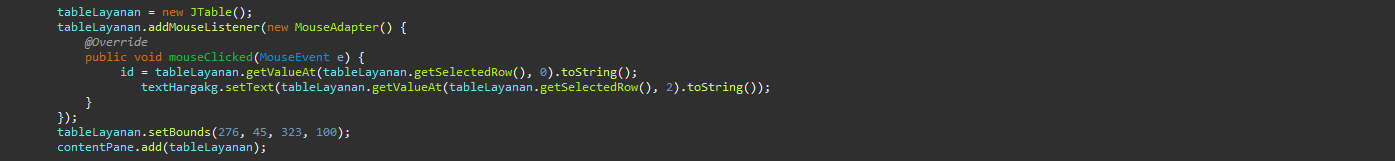 tableLayanan = new JTable();
tableLayanan.addMouseListener(new MouseAdapter() {
@Override
public void mouseClicked(MouseEvent e) {
id = tableLayanan.getValueAt(tableLayanan.getSelectedRow(), 0).toString();
textHargakg.setText(tableLayanan.getValueAt(tableLayanan.getSelectedRow(), 2).toString());
}
});
tableLayanan.setBounds(276, 45, 323, 100);
contentPane.add(tableLayanan);